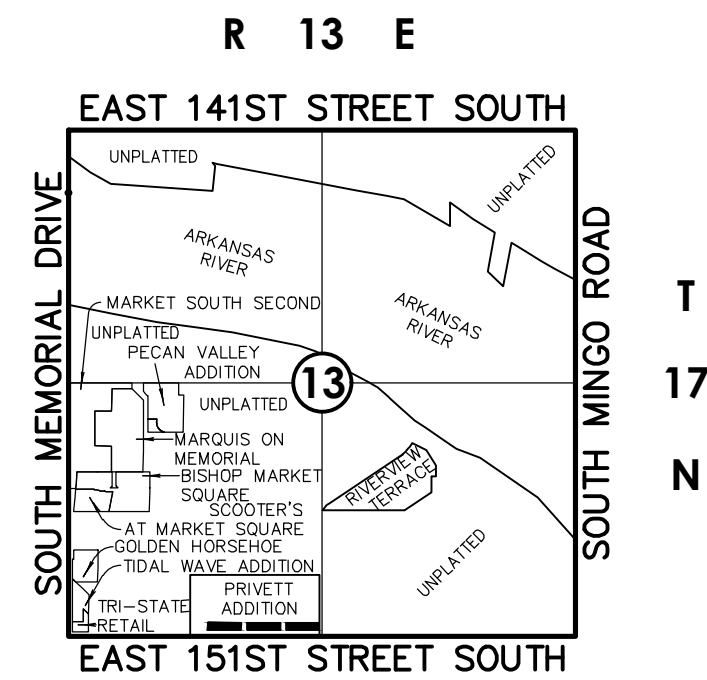 R 13 E
EAST 141ST STREET SOUTH
UNPLATTED
UNPLATTED
SOUTH MEMORIAL DRIVE
ARKANSAS
RIVER
SOUTH MINGO ROAD
T
17
N
MARKET SOUTH SECOND
ARKANSAS
RIVER
UNPLATTED
PECAN VALLEY
ADDITION
13
UNPLATTED
MARQUIS ON
MEMORIAL
BISHOP MARKET
SQUARE
RIVERVIEW
TERRACE
SCOOTER'S
AT MARKET SQUARE
GOLDEN HORSEHOE
TIDAL WAVE ADDITION
UNPLATTED
PRIVETT
ADDITION
TRI-STATE
RETAIL
EAST 151ST STREET SOUTH